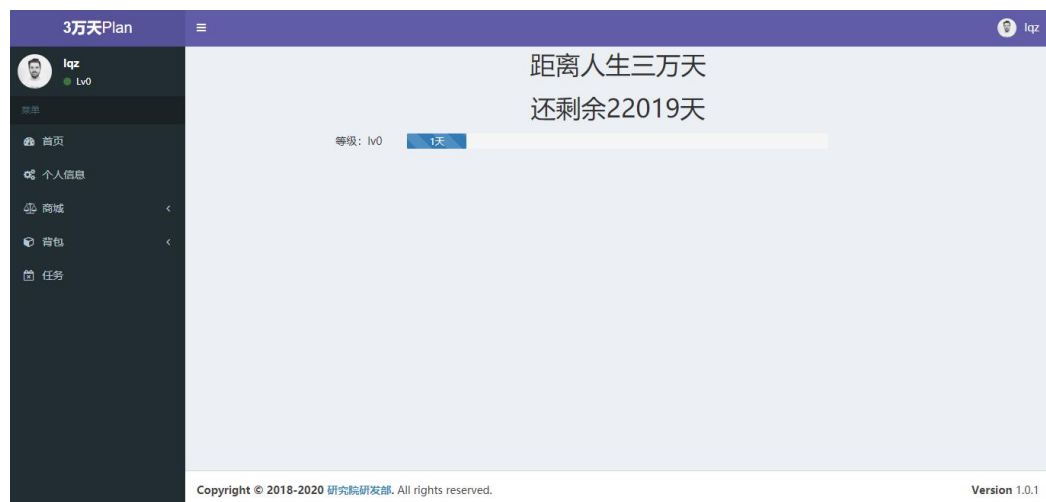 3万天Plan
lqz
lqz
Lv0
菜单
首页
个人信息
商城
背包
任务
距离人生三万天
还剩余22019天
等级：lv0
1天
Copyright © 2018-2020 研究院研发部. All rights reserved.
Version 1.0.1